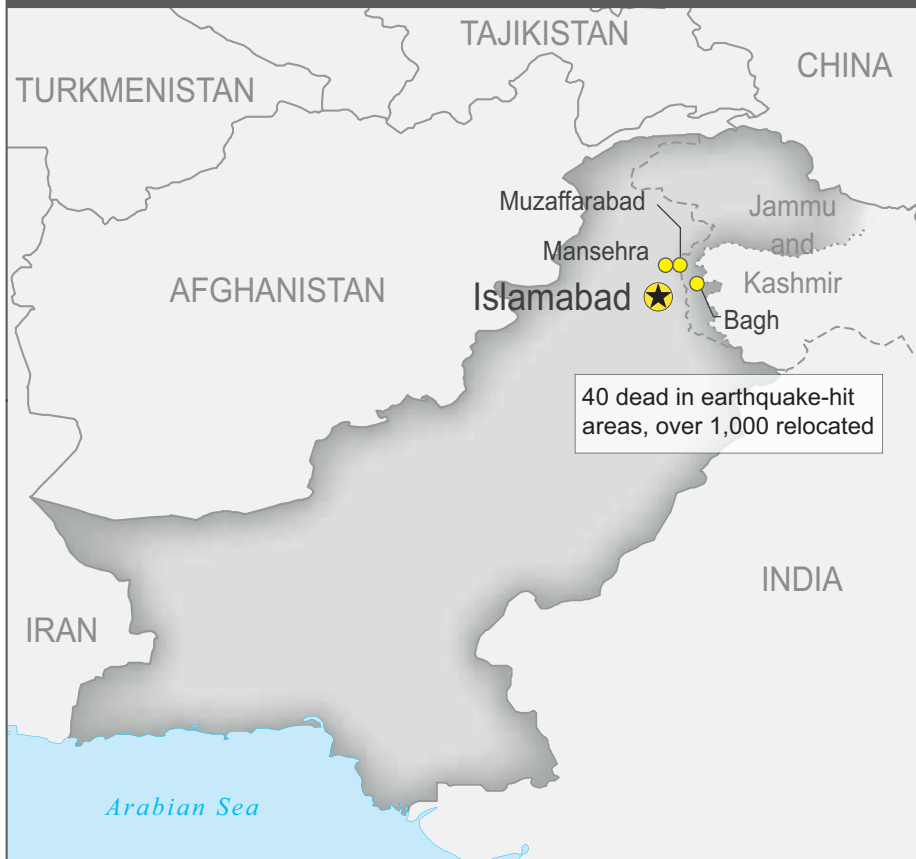 TAJIKISTAN
CHINA
TURKMENISTAN
Muzaffarabad
Jammu
and
Kashmir
Mansehra
AFGHANISTAN
Islamabad
Bagh
40 dead in earthquake-hit
areas, over 1,000 relocated
INDIA
IRAN
Arabian Sea